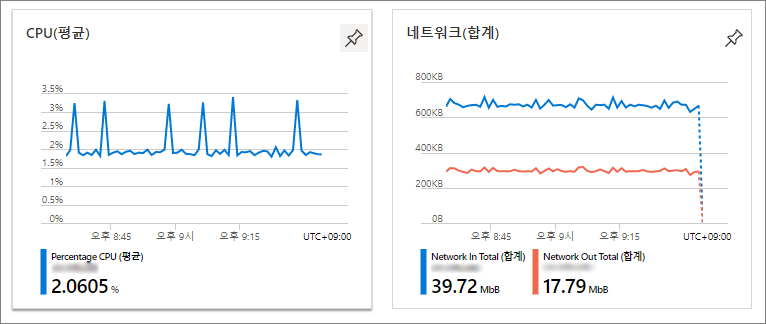 CPU(평균)
3.5%
3%
2.5%
2%
1.5%
1%
0.5%
0%
오후 8:45
오후 9시
오후 9:15
UTC+09:00
Percentage CPU (평균)
2.0605 %
네트워크(합계)
800KB
600KB
400KB
200KB
0B
오후 8:45
오후 9시
오후 9:15
UTC+09:00
Network In Total (합계)
39.72 MbB
Network Out Total (합계)
17.79 MbB